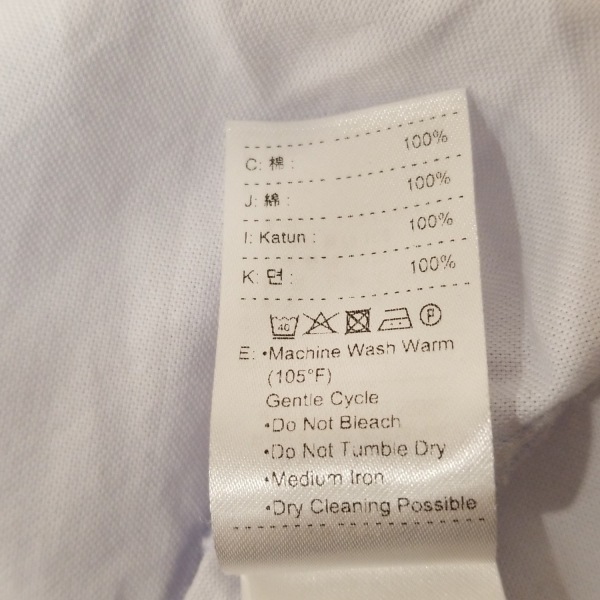 C: 棉 : 100%
J: 綿 : 100%
I: Katun : 100%
K: 면 : 100%
40 P
E: •Machine Wash Warm
(105°F)
Gentle Cycle
•Do Not Bleach
•Do Not Tumble Dry
•Medium Iron
•Dry Cleaning Possible